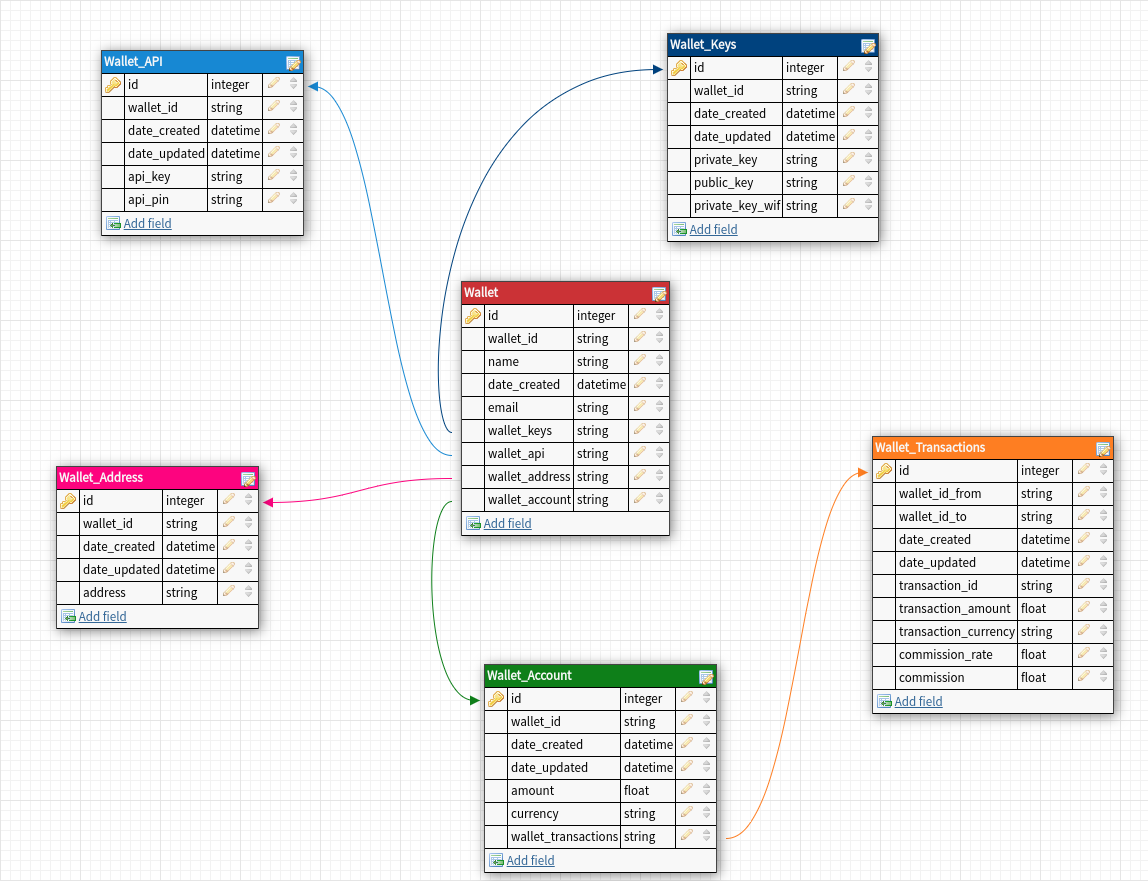 Wallet_API
id integer
wallet_id string
date_created datetime
date_updated datetime
api_key string
api_pin string
Add field
Wallet_Keys
id integer
wallet_id string
date_created datetime
date_updated datetime
private_key string
public_key string
private_key_wif string
Add field
Wallet
id integer
wallet_id string
name string
date_created datetime
email string
wallet_keys string
wallet_api string
wallet_address string
wallet_account string
Add field
Wallet_Address
id integer
wallet_id string
date_created datetime
date_updated datetime
address string
Add field
Wallet_Transactions
id integer
wallet_id_from string
wallet_id_to string
date_created datetime
date_updated datetime
transaction_id string
transaction_amount float
transaction_currency string
commission_rate float
commission float
Add field
Wallet_Account
id integer
wallet_id string
date_created datetime
date_updated datetime
amount float
currency string
wallet_transactions string
Add field